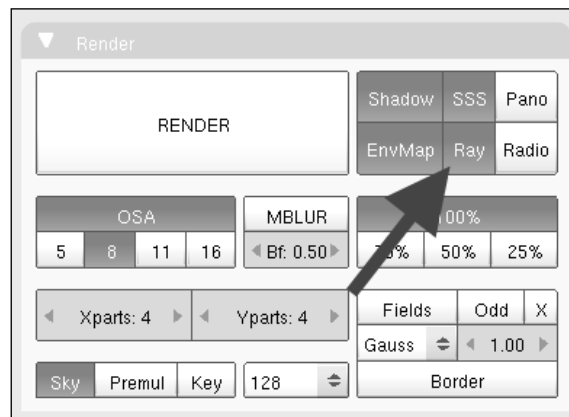 Render
RENDER
Shadow SSS Pano
EnvMap Ray Radio
OSA MBLUR 100%
5 8 11 16 Bf: 0.50 50% 25%
Xparts: 4 Yparts: 4 Fields Odd X
Gauss 1.00
Sky Premul Key 128 Border